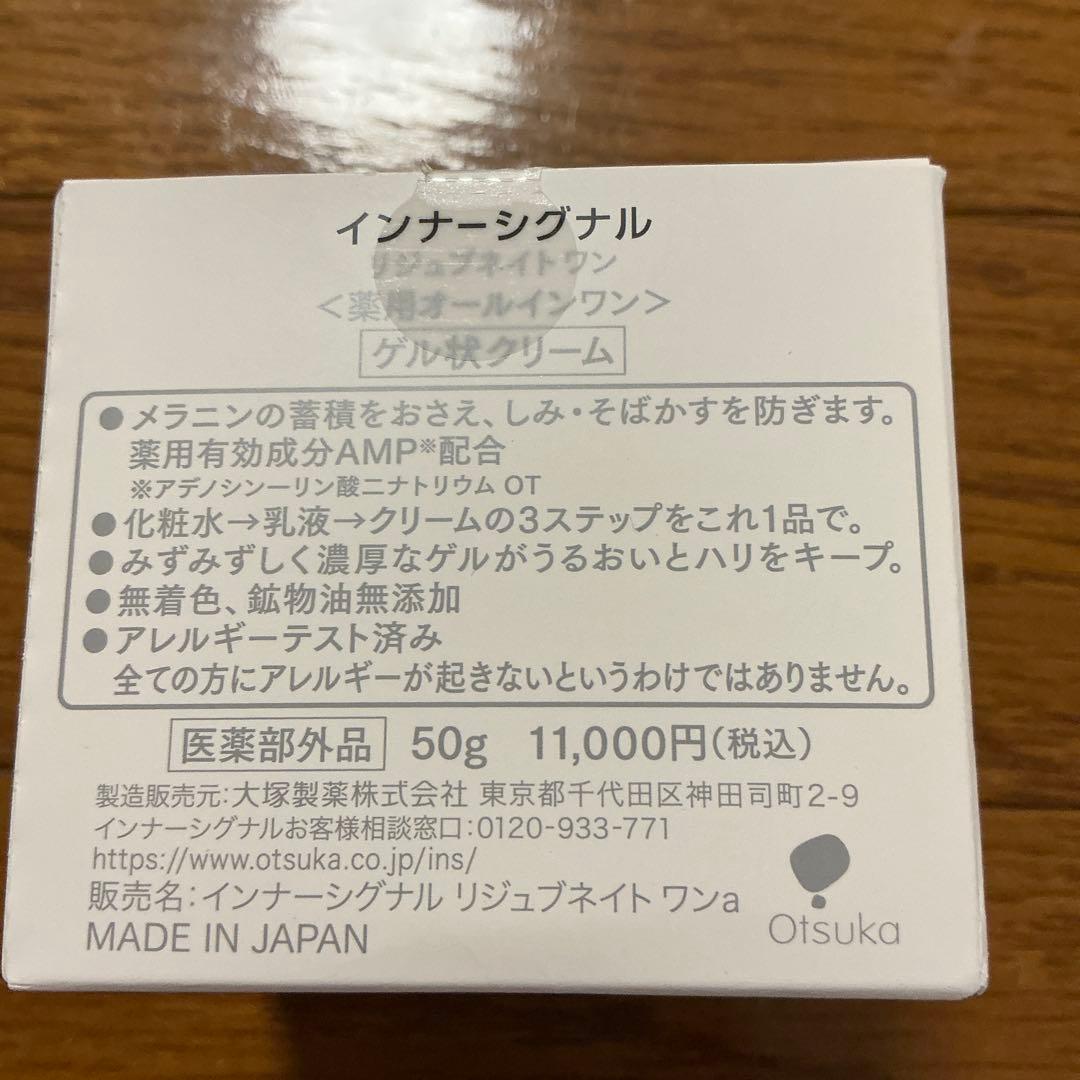 インナーシグナル
リジュブネイトワン
＜薬用オールインワン＞
ゲル状クリーム
●メラニンの蓄積をおさえ、しみ・そばかすを防ぎます。
薬用有効成分AMP※配合
※アデノシン一リン酸二ナトリウム OT
●化粧水→乳液→クリームの3ステップをこれ1品で。
●みずみずしく濃厚なゲルがうるおいとハリをキープ。
●無着色、鉱物油無添加
●アレルギーテスト済み
全ての方にアレルギーが起きないというわけではありません。
医薬部外品 50g 11,000円(税込)
製造販売元:大塚製薬株式会社 東京都千代田区神田司町2-9
インナーシグナルお客様相談窓口:0120-933-771
https://www.otsuka.co.jp/ins/
販売名:インナーシグナル リジュブネイト ワンa
MADE IN JAPAN
Otsuka